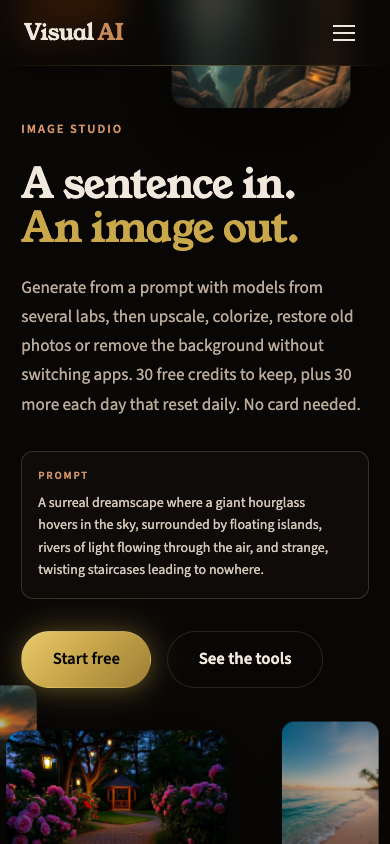 Visual AI
IMAGE STUDIO
A sentence in.
An image out.
Generate from a prompt with models from
several labs, then upscale, colorize, restore old
photos or remove the background without
switching apps. 30 free credits to keep, plus 30
more each day that reset daily. No card needed.
PROMPT
A surreal dreamscape where a giant hourglass
hovers in the sky, surrounded by floating islands,
rivers of light flowing through the air, and strange,
twisting staircases leading to nowhere.
Start free
See the tools